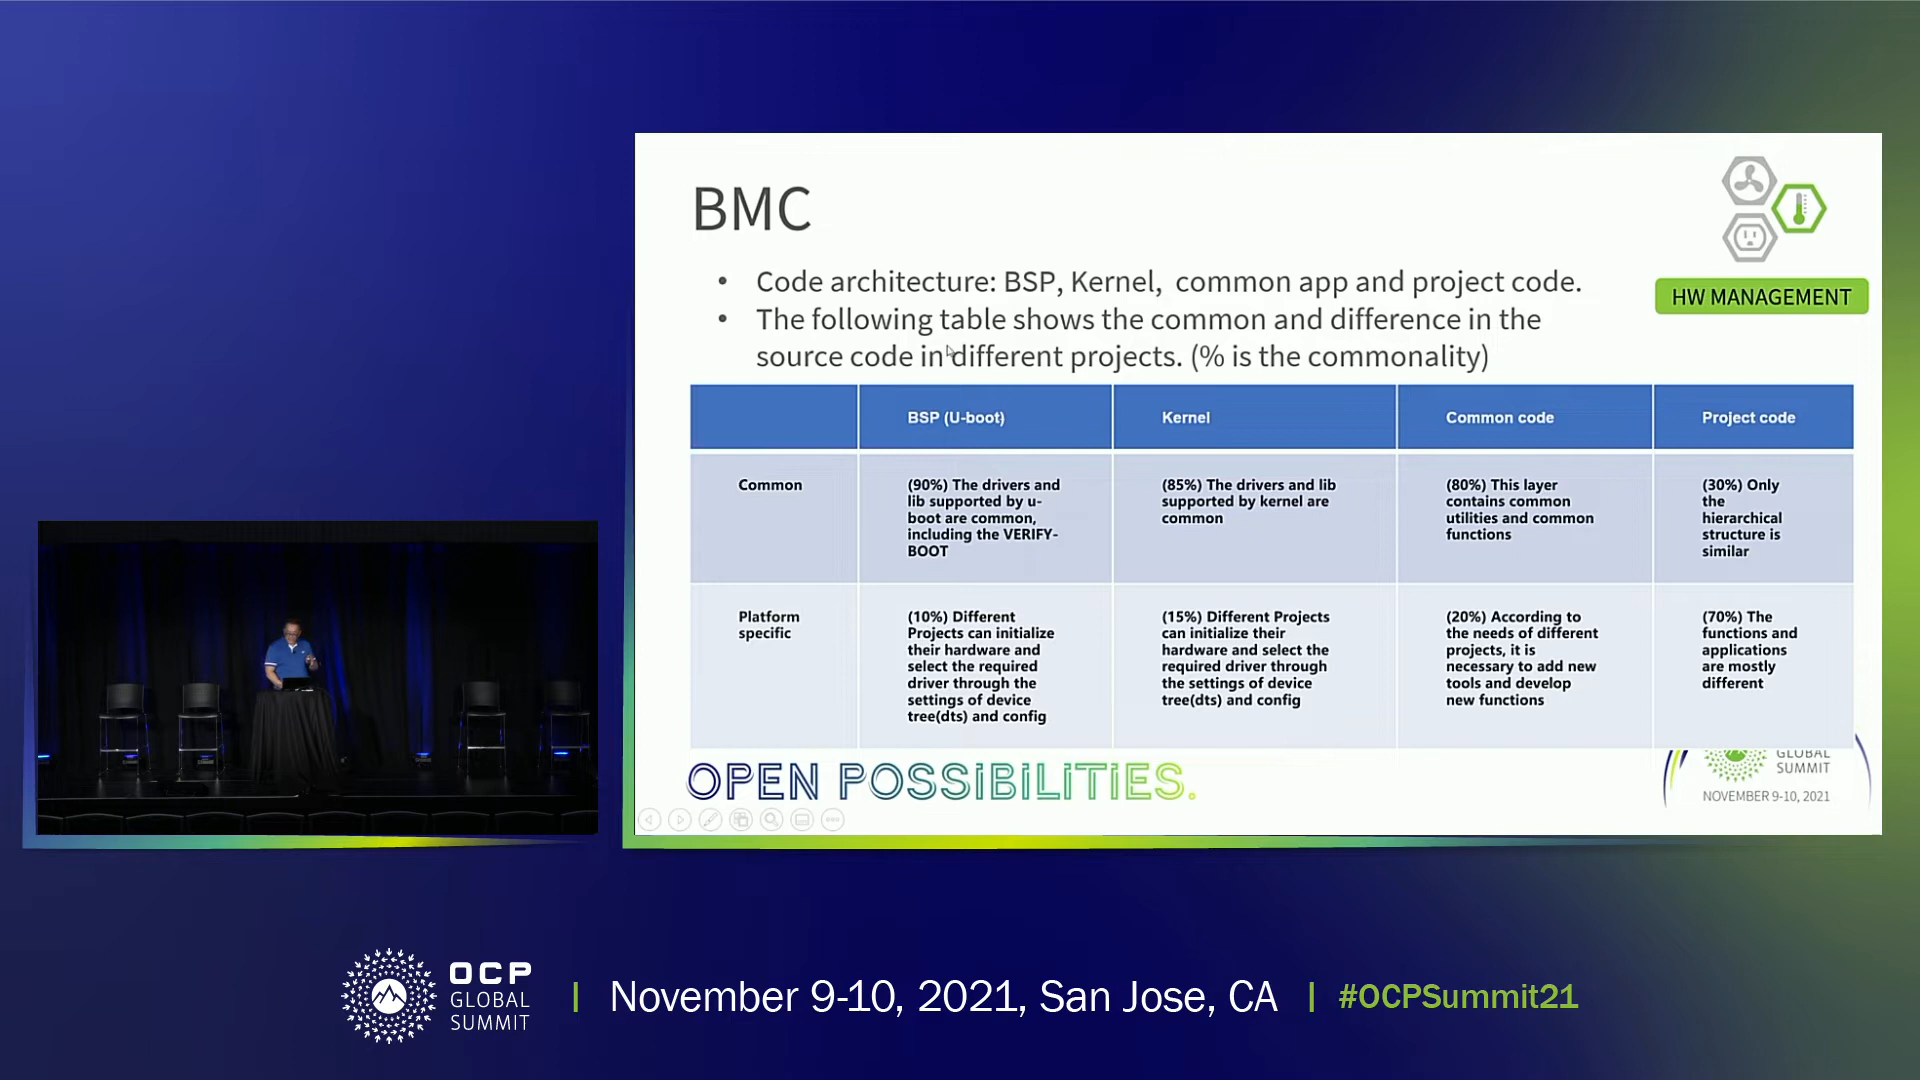 BMC
• Code architecture: BSP, Kernel, common app and project code.
• The following table shows the common and difference in the
source code in different projects. (% is the commonality)
HW MANAGEMENT
BSP (U-boot)
Kernel
Common code
Project code
Common
(90%) The drivers and
lib supported by u-
boot are common,
including the VERIFY-
BOOT
(85%) The drivers and lib
supported by kernel are
common
(80%) This layer
contains common
utilities and common
functions
(30%) Only
the
hierarchical
structure is
similar
Platform
specific
(10%) Different
Projects can initialize
their hardware and
select the required
driver through the
settings of device
tree(dts) and config
(15%) Different Projects
can initialize their
hardware and select the
required driver through
the settings of device
tree(dts) and config
(20%) According to
the needs of different
projects, it is
necessary to add new
tools and develop
new functions
(70%) The
functions and
applications
are mostly
different
OPEN POSSIBILITIES.
GLOBAL
SUMMIT
NOVEMBER 9-10, 2021
OCP
GLOBAL
SUMMIT
| November 9-10, 2021, San Jose, CA | #OCPSummit21